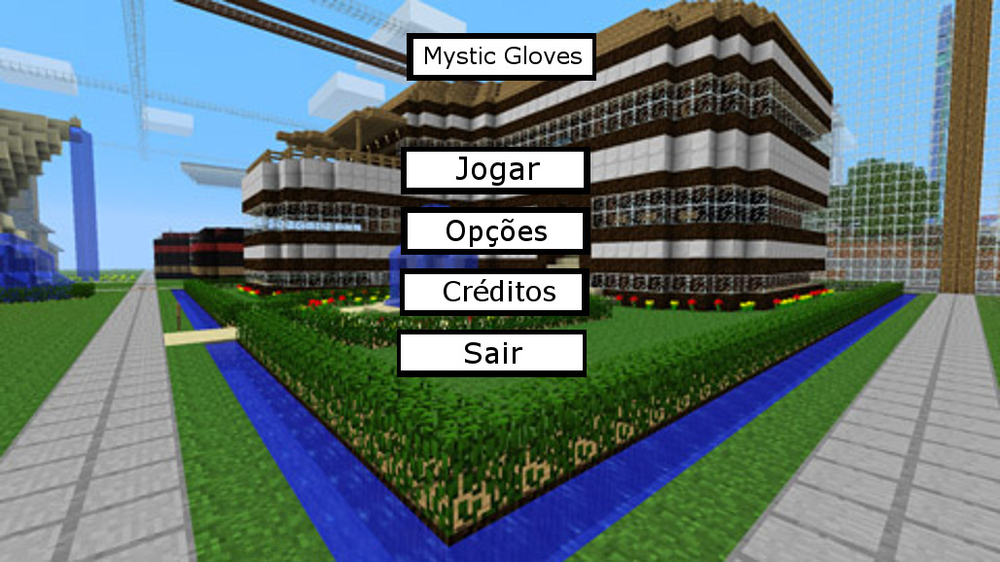 Mystic Gloves
Jogar
Opções
Créditos
Sair